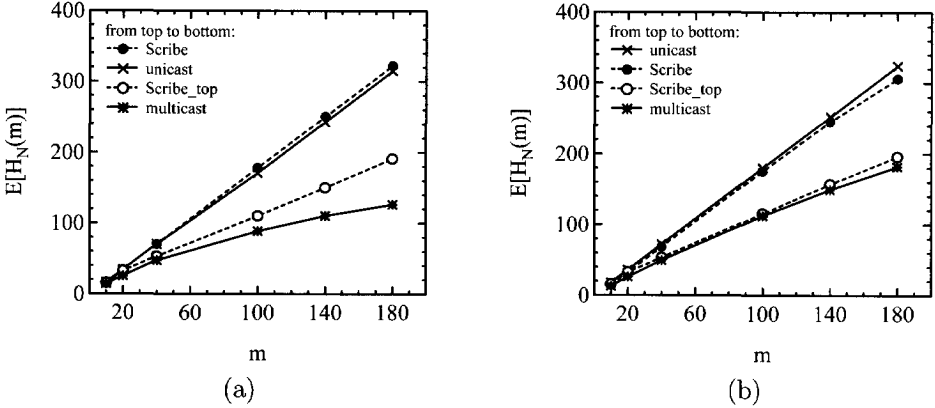 400
300
200
100
0
E[H_N(m)]
from top to bottom:
Scribe
unicast
Scribe_top
multicast
20 60 100 140 180
m
(a)
400
300
200
100
0
E[H_N(m)]
from top to bottom:
unicast
Scribe
Scribe_top
multicast
20 60 100 140 180
m
(b)